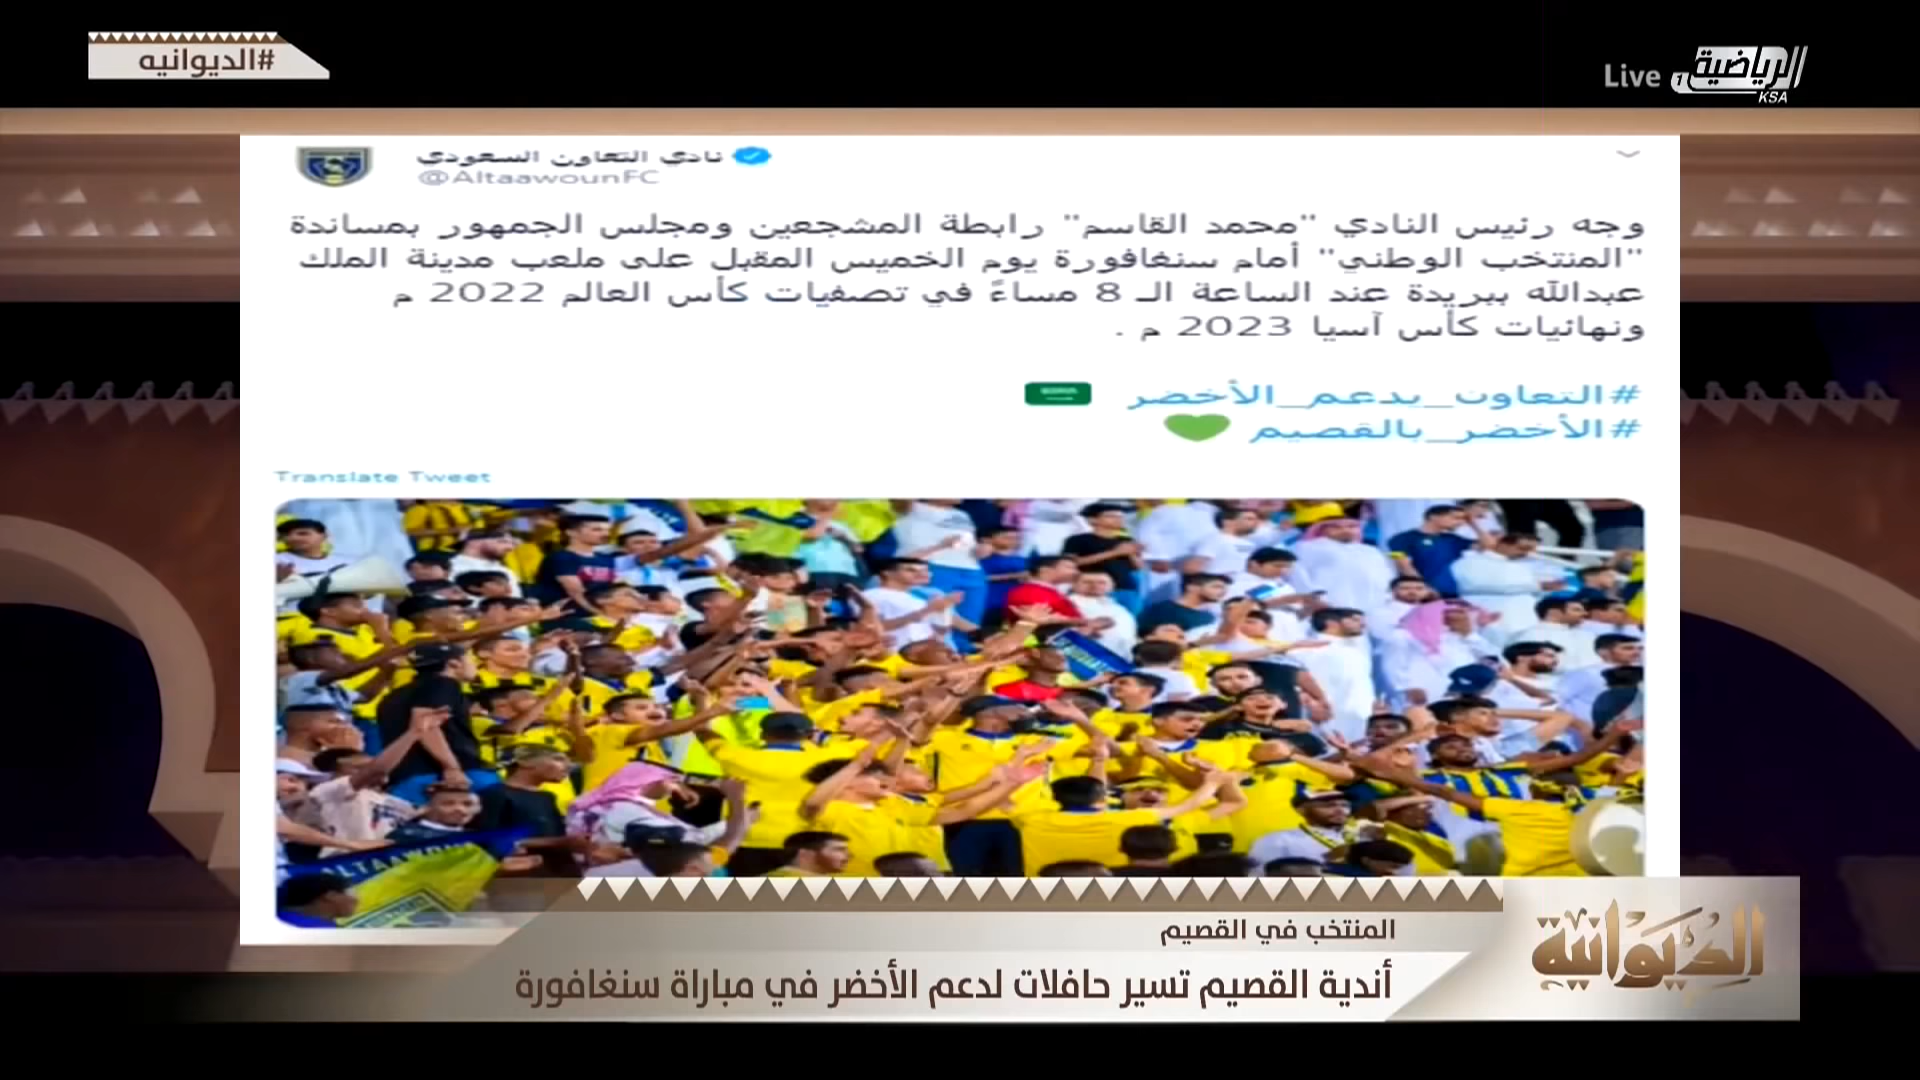 #الديوانيه
Live الرياضية 1
KSA
نادي التعاون السعودي
@AltaawounFC
وجه رئيس النادي "محمد القاسم" رابطة المشجعين ومجلس الجمهور بمساندة
"المنتخب الوطني" أمام سنغافورة يوم الخميس المقبل على ملعب مدينة الملك
عبدالله ببريدة عند الساعة الـ 8 مساءً في تصفيات كأس العالم 2022 م
ونهائيات كأس آسيا 2023 م .
#التعاون_يدعم_الأخضر
#الأخضر_بالقصيم
Translate Tweet
ALTAAWOUN
المنتخب في القصيم
أندية القصيم تسير حافلات لدعم الأخضر في مباراة سنغافورة
الديوانية